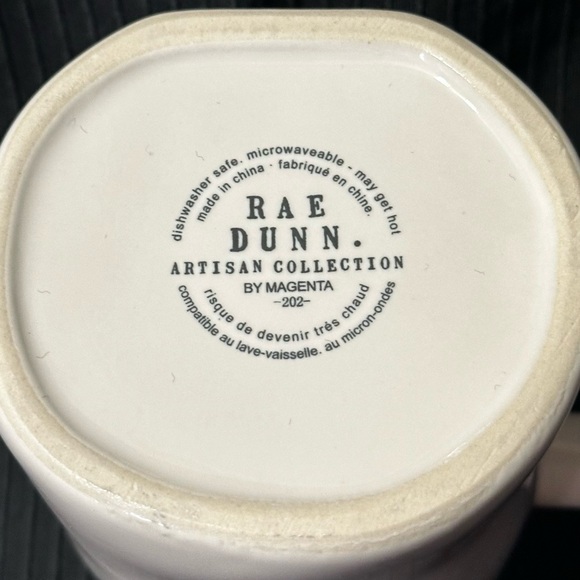 dishwasher safe. microwaveable - may get hot
made in china · fabriqué en chine.
RAE
DUNN.
ARTISAN COLLECTION
BY MAGENTA
-202-
risque de devenir très chaud
compatible au lave-vaisselle. au micron-ondes